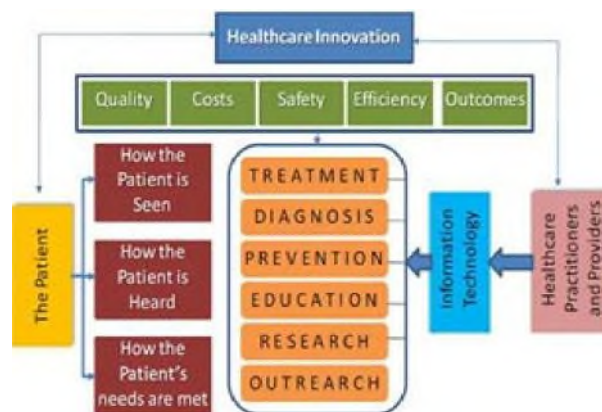 Healthcare Innovation
Quality
Costs
Safety
Efficiency
Outcomes
How the
Patient is
Seen
How the
Patient is
Heard
How the
Patient's
needs are met
The Patient
TREATMENT
DIAGNOSIS
PREVENTION
EDUCATION
RESEARCH
OUTREARCH
Information
Technology
Healthcare
Practitioners
and Providers